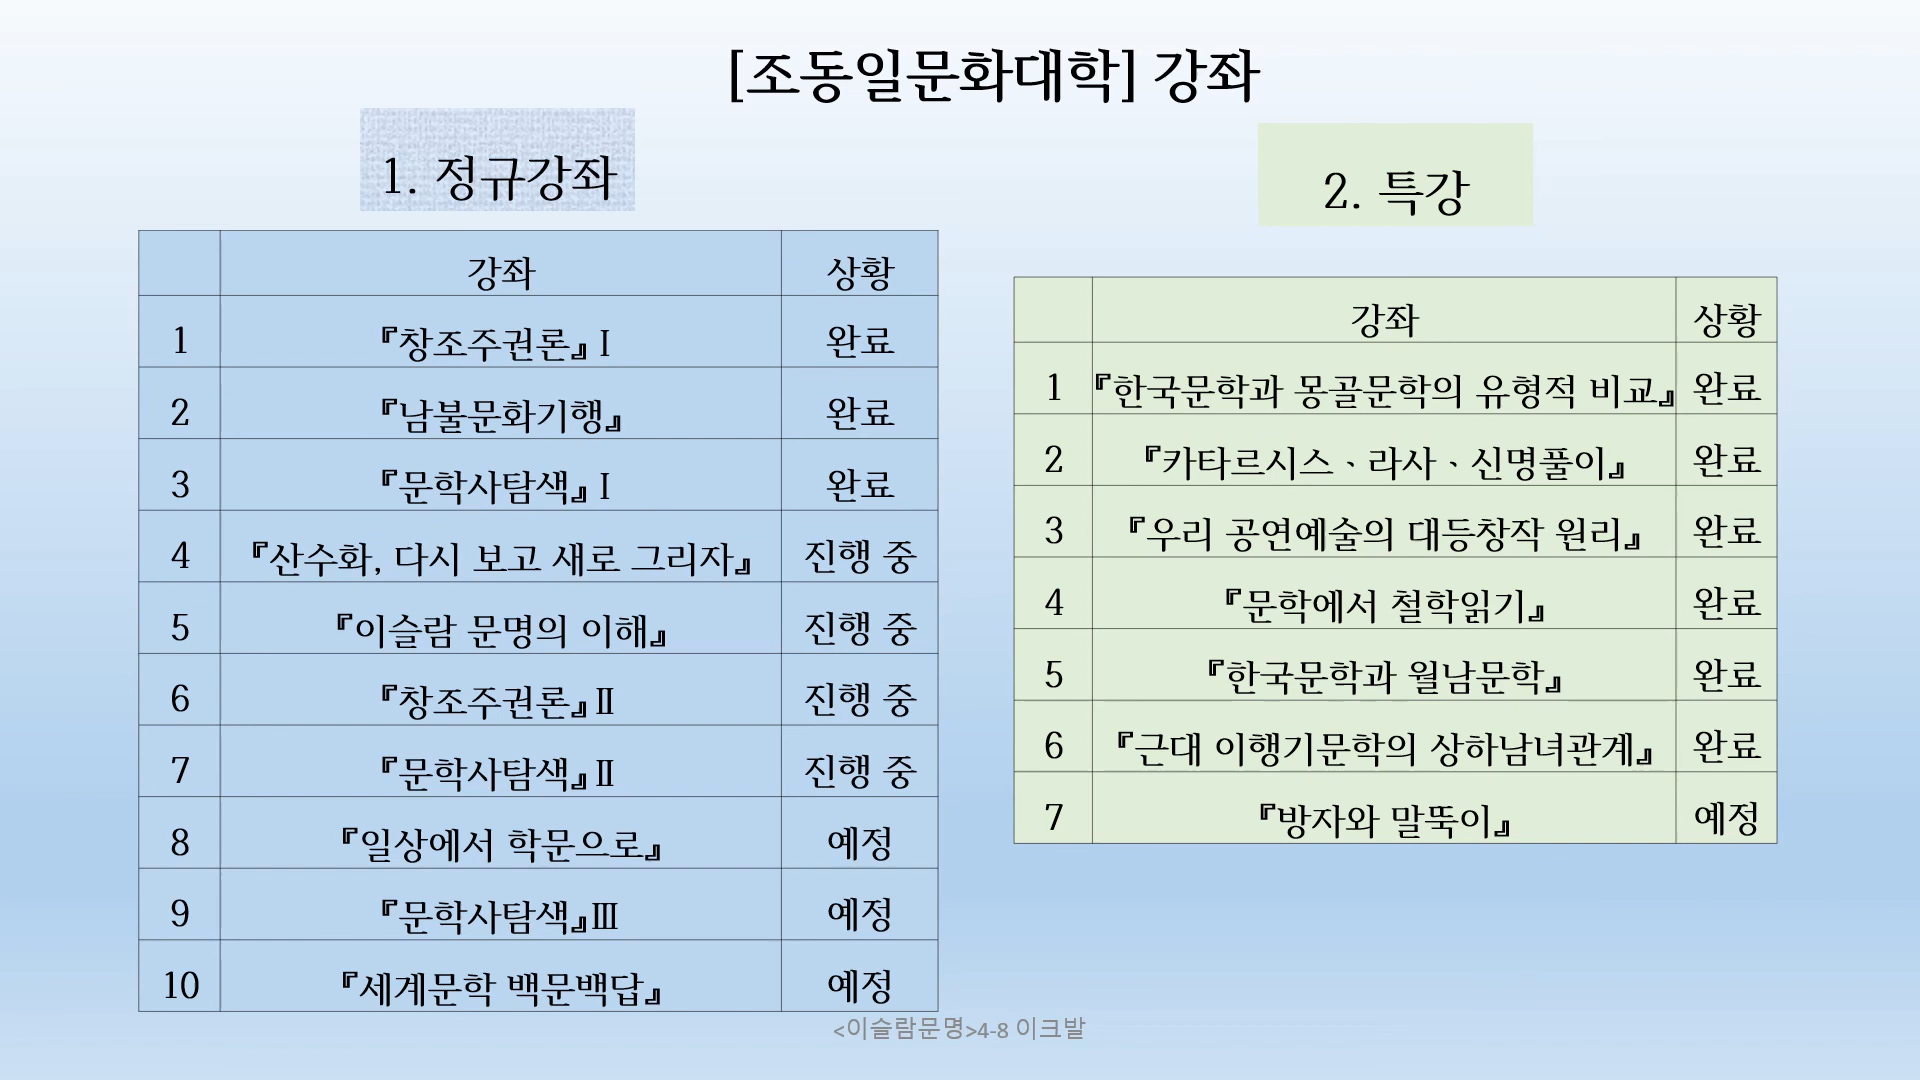 [조동일문화대학] 강좌
1. 정규강좌
강좌 상황
1 『창조주권론』 Ⅰ 완료
2 『남불문화기행』 완료
3 『문학사탐색』 Ⅰ 완료
4 『산수화, 다시 보고 새로 그리자』 진행 중
5 『이슬람 문명의 이해』 진행 중
6 『창조주권론』 Ⅱ 진행 중
7 『문학사탐색』 Ⅱ 진행 중
8 『일상에서 학문으로』 예정
9 『문학사탐색』Ⅲ 예정
10 『세계문학 백문백답』 예정
2. 특강
강좌 상황
1 『한국문학과 몽골문학의 유형적 비교』 완료
2 『카타르시스、라사、신명풀이』 완료
3 『우리 공연예술의 대등창작 원리』 완료
4 『문학에서 철학읽기』 완료
5 『한국문학과 월남문학』 완료
6 『근대 이행기문학의 상하남녀관계』 완료
7 『방자와 말뚝이』 예정
<이슬람문명>4-8 이크발